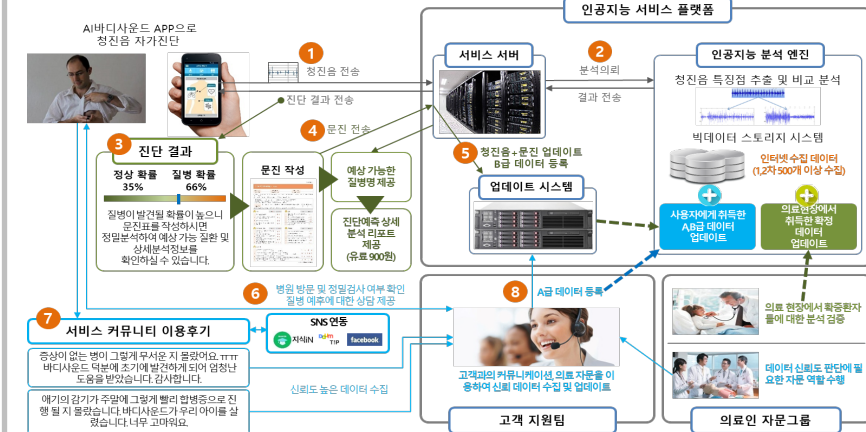 인공지능 서비스 플랫폼
AI바디사운드 APP으로
청진음 자가진단
1
청진음 전송
진단 결과 전송
서비스 서버
2
분석의뢰
결과 전송
인공지능 분석 엔진
청진음 특징점 추출 및 비교 분석
빅데이터 스토리지 시스템
인터넷 수집 데이터
(1,2차 500개 이상 수집)
사용자에게 취득한
A,B급 데이터
업데이트
의료현장에서
취득한 확정
데이터
업데이트
3
진단 결과
정상 확률 질병 확률
35% 66%
질병이 발견될 확률이 높으니
문진표를 작성하시면
정밀분석하여 예상 가능 질환 및
상세분석정보를
확인하실 수 있습니다.
4
문진 전송
문진 작성
예상 가능한
질병명 제공
진단예측 상세
분석 리포트
제공
(유료 900원)
5
청진음+문진 업데이트
B급 데이터 등록
업데이트 시스템
6
병원 방문 및 정밀검사 여부 확인
질병 예후에 대한 상담 제공
7
서비스 커뮤니티 이용후기
SNS 연동
지식iN
TIP
facebook
증상이 없는 병이 그렇게 무서운 지 몰랐어요.ㅠㅠ
바디사운드 덕분에 초기에 발견하게 되어 엄청난
도움을 받았습니다.감사합니다.
애기의 감기가 주말에 그렇게 빨리 합병증으로 진
행 될 지 몰랐습니다.바디사운드가 우리 아이를 살
렸습니다.너무 고마워요.
신뢰도 높은 데이터 수집
8
A급 데이터 등록
고객과의 커뮤니케이션, 의료 자문을 이
용하여 신뢰 데이터 수집 및 업데이트
고객 지원팀
의료 현장에서 확증환자
들에 대한 분석 검증
데이터 신뢰도 판단에 필
요한 자문 역할 수행
의료인 자문그룹